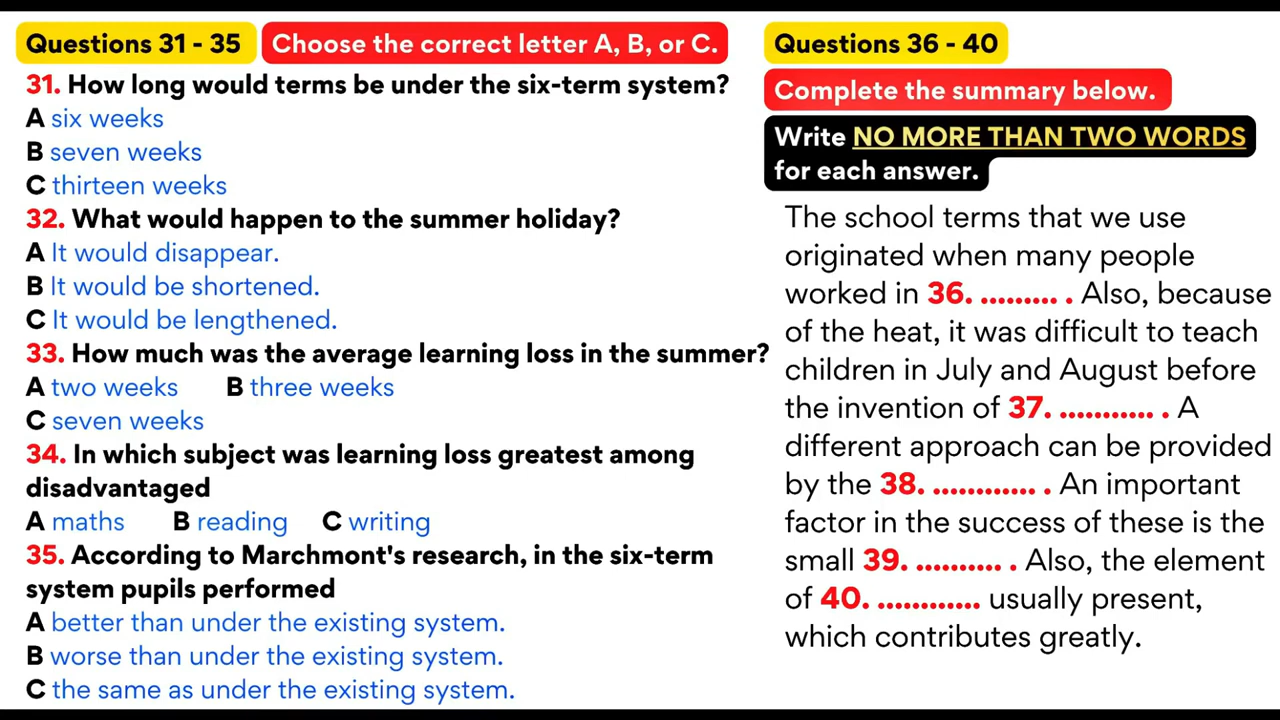 Questions 31 - 35
Choose the correct letter A, B, or C.
31. How long would terms be under the six-term system?
A six weeks
B seven weeks
C thirteen weeks
32. What would happen to the summer holiday?
A It would disappear.
B It would be shortened.
C It would be lengthened.
33. How much was the average learning loss in the summer?
A two weeks B three weeks
C seven weeks
34. In which subject was learning loss greatest among
disadvantaged
A maths B reading C writing
35. According to Marchmont's research, in the six-term
system pupils performed
A better than under the existing system.
B worse than under the existing system.
C the same as under the existing system.
Questions 36 - 40
Complete the summary below.
Write NO MORE THAN TWO WORDS
for each answer.
The school terms that we use
originated when many people
worked in 36. ......... . Also, because
of the heat, it was difficult to teach
children in July and August before
the invention of 37. ........... . A
different approach can be provided
by the 38. ............ . An important
factor in the success of these is the
small 39. .......... . Also, the element
of 40. ............ usually present,
which contributes greatly.